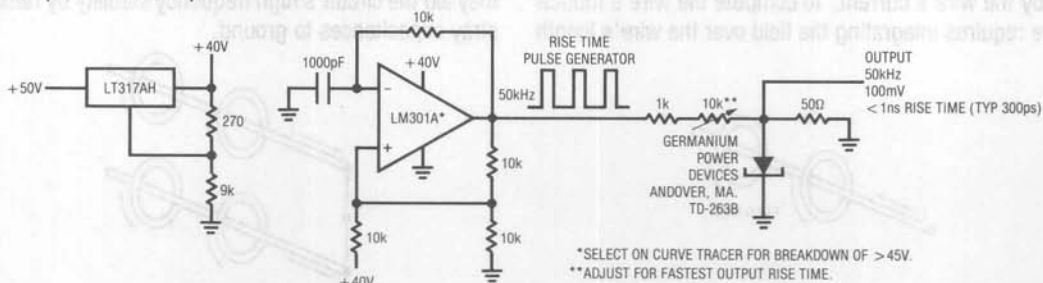 10k
+40V
1000pF
+50V
LT317AH
270
9k
+40V
−
LM301A*
+
10k
+40V
10k
10k
RISE TIME
PULSE GENERATOR
50kHz
1k
10k**
50Ω
OUTPUT
50kHz
100mV
<1ns RISE TIME (TYP 300ps)
GERMANIUM
POWER
DEVICES
ANDOVER, MA.
TD-263B
*SELECT ON CURVE TRACER FOR BREAKDOWN OF >45V.
**ADJUST FOR FASTEST OUTPUT RISE TIME.